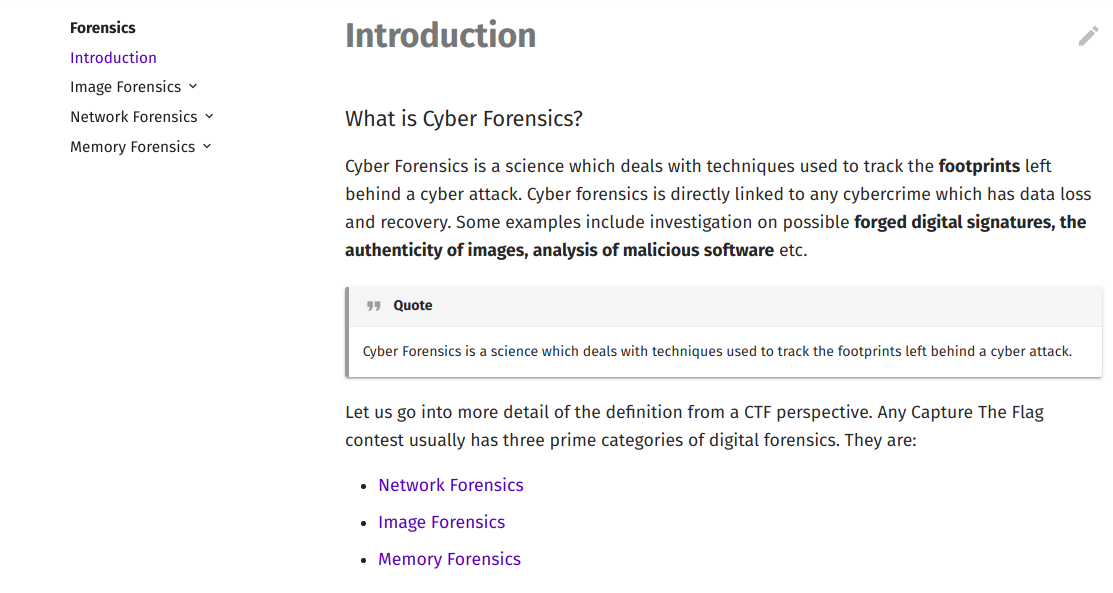 Forensics
Introduction
Image Forensics
Network Forensics
Memory Forensics
Introduction
What is Cyber Forensics?
Cyber Forensics is a science which deals with techniques used to track the footprints left
behind a cyber attack. Cyber forensics is directly linked to any cybercrime which has data loss
and recovery. Some examples include investigation on possible forged digital signatures, the
authenticity of images, analysis of malicious software etc.
Quote
Cyber Forensics is a science which deals with techniques used to track the footprints left behind a cyber attack.
Let us go into more detail of the definition from a CTF perspective. Any Capture The Flag
contest usually has three prime categories of digital forensics. They are:
• Network Forensics
• Image Forensics
• Memory Forensics